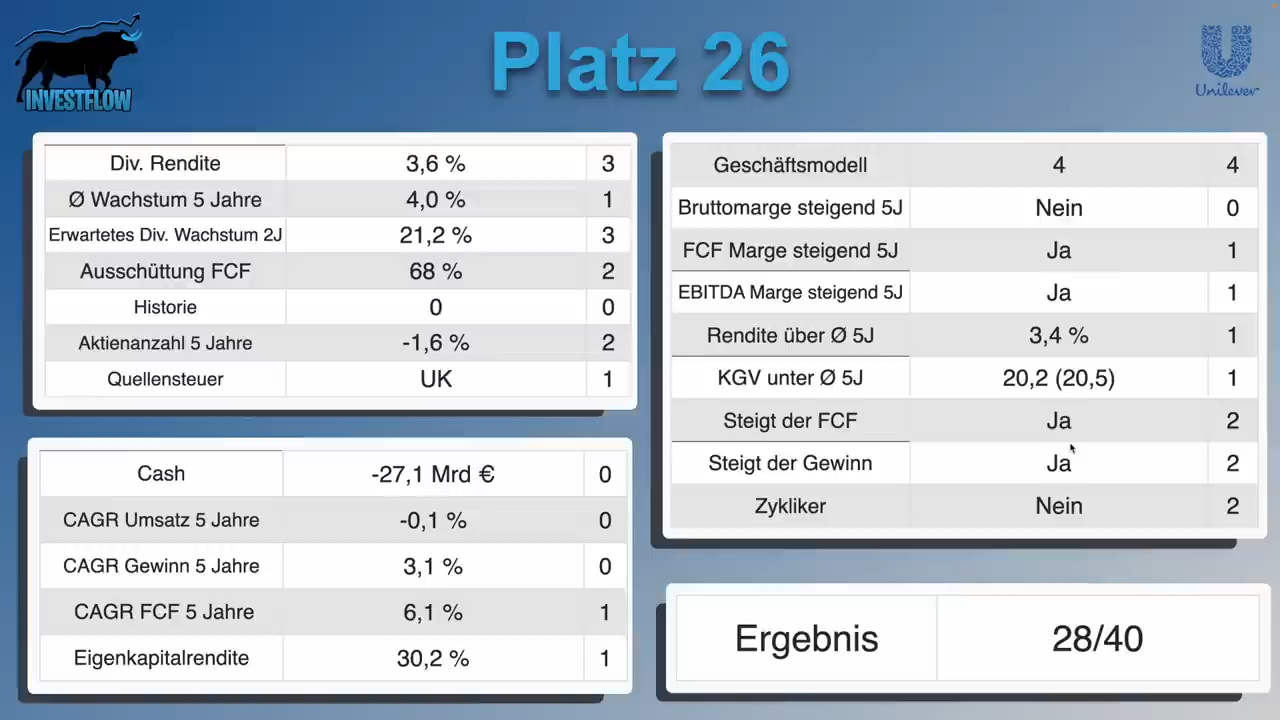 Platz 26
INVESTFLOW
Unilever
Div. Rendite 3,6 % 3
Ø Wachstum 5 Jahre 4,0 % 1
Erwartetes Div. Wachstum 2J 21,2 % 3
Ausschüttung FCF 68 % 2
Historie 0 0
Aktienanzahl 5 Jahre -1,6 % 2
Quellensteuer UK 1
Cash -27,1 Mrd € 0
CAGR Umsatz 5 Jahre -0,1 % 0
CAGR Gewinn 5 Jahre 3,1 % 0
CAGR FCF 5 Jahre 6,1 % 1
Eigenkapitalrendite 30,2 % 1
Geschäftsmodell 4 4
Bruttomarge steigend 5J Nein 0
FCF Marge steigend 5J Ja 1
EBITDA Marge steigend 5J Ja 1
Rendite über Ø 5J 3,4 % 1
KGV unter Ø 5J 20,2 (20,5) 1
Steigt der FCF Ja 2
Steigt der Gewinn Ja 2
Zykliker Nein 2
Ergebnis 28/40